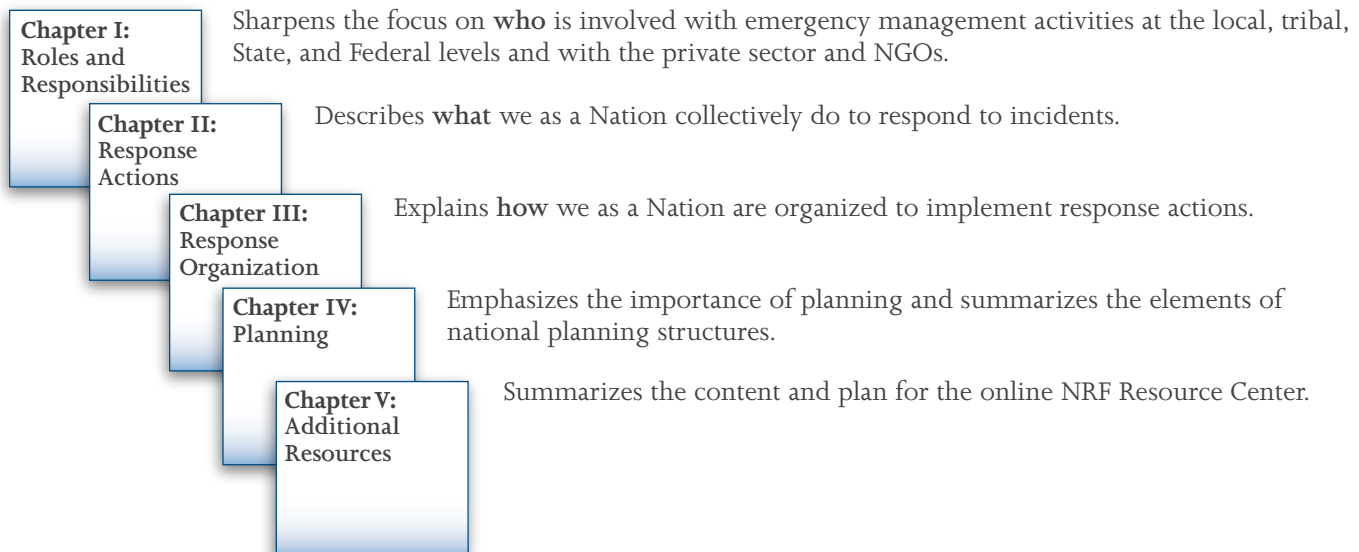 Chapter I:
Roles and
Responsibilities
Sharpens the focus on who is involved with emergency management activities at the local, tribal,
State, and Federal levels and with the private sector and NGOs.
Chapter II:
Response
Actions
Describes what we as a Nation collectively do to respond to incidents.
Chapter III:
Response
Organization
Explains how we as a Nation are organized to implement response actions.
Chapter IV:
Planning
Emphasizes the importance of planning and summarizes the elements of
national planning structures.
Chapter V:
Additional
Resources
Summarizes the content and plan for the online NRF Resource Center.